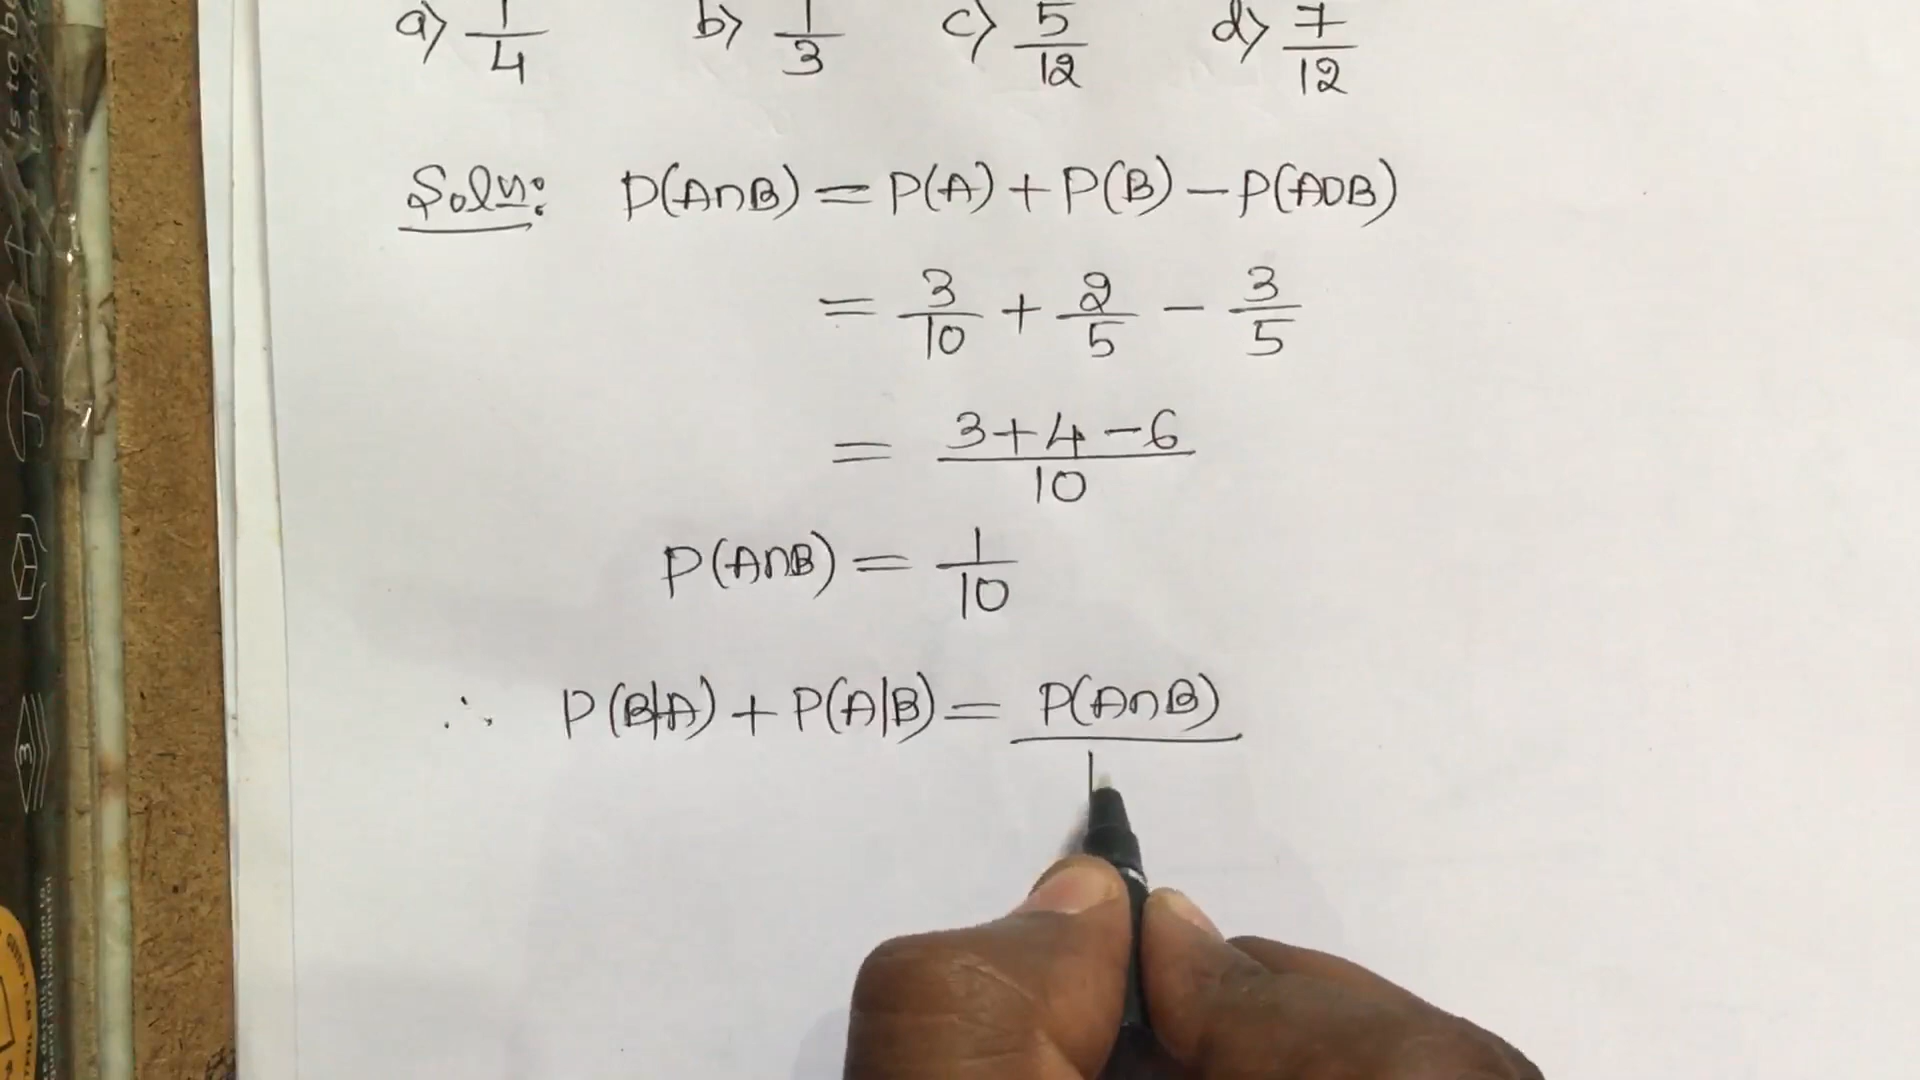 a) 1/4 b) 1/3 c) 5/12 d) 7/12
Soln: P(A∩B) = P(A) + P(B) - P(A∪B)
= 3/10 + 2/5 - 3/5
= (3+4-6)/10
P(A∩B) = 1/10
∴ P(B|A) + P(A|B) = P(A∩B)